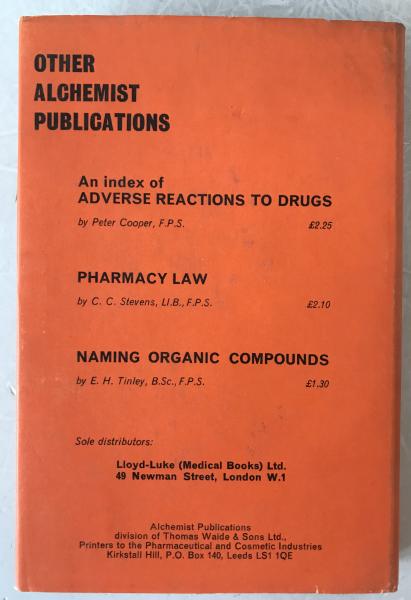 OTHER
ALCHEMIST
PUBLICATIONS
An index of
ADVERSE REACTIONS TO DRUGS
by Peter Cooper, F.P.S. £2.25
PHARMACY LAW
by C. C. Stevens, Ll.B., F.P.S. £2.10
NAMING ORGANIC COMPOUNDS
by E. H. Tinley, B.Sc., F.P.S. £1.30
Sole distributors:
Lloyd-Luke (Medical Books) Ltd.
49 Newman Street, London W.1
Alchemist Publications
division of Thomas Waide & Sons Ltd.,
Printers to the Pharmaceutical and Cosmetic Industries
Kirkstall Hill, P.O. Box 140, Leeds LS1 1QE